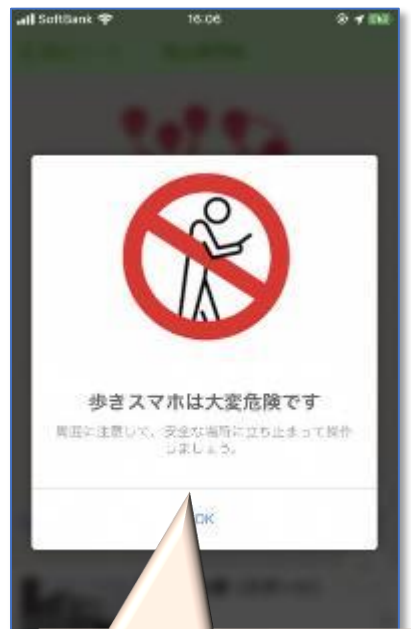 SoftBank 16:06
歩きスマホは大変危険です
周囲に注意して、安全な場所に立ち止まって操作
しましょう。
OK